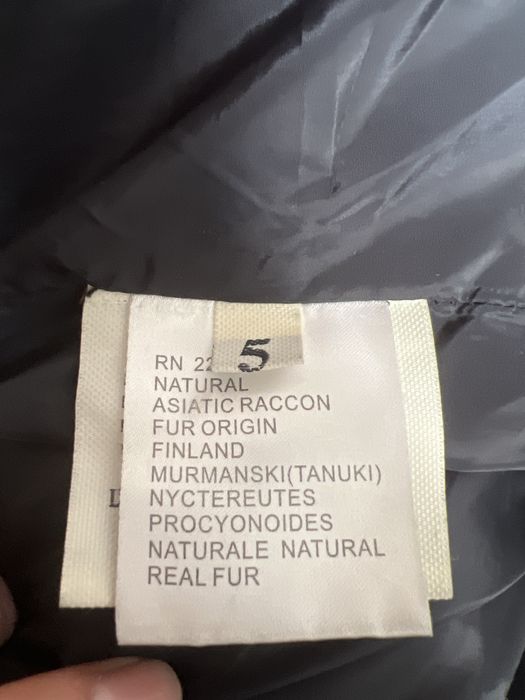 5
RN 22
NATURAL
ASIATIC RACCON
FUR ORIGIN
FINLAND
MURMANSKI(TANUKI)
NYCTEREUTES
PROCYONOIDES
NATURALE NATURAL
REAL FUR